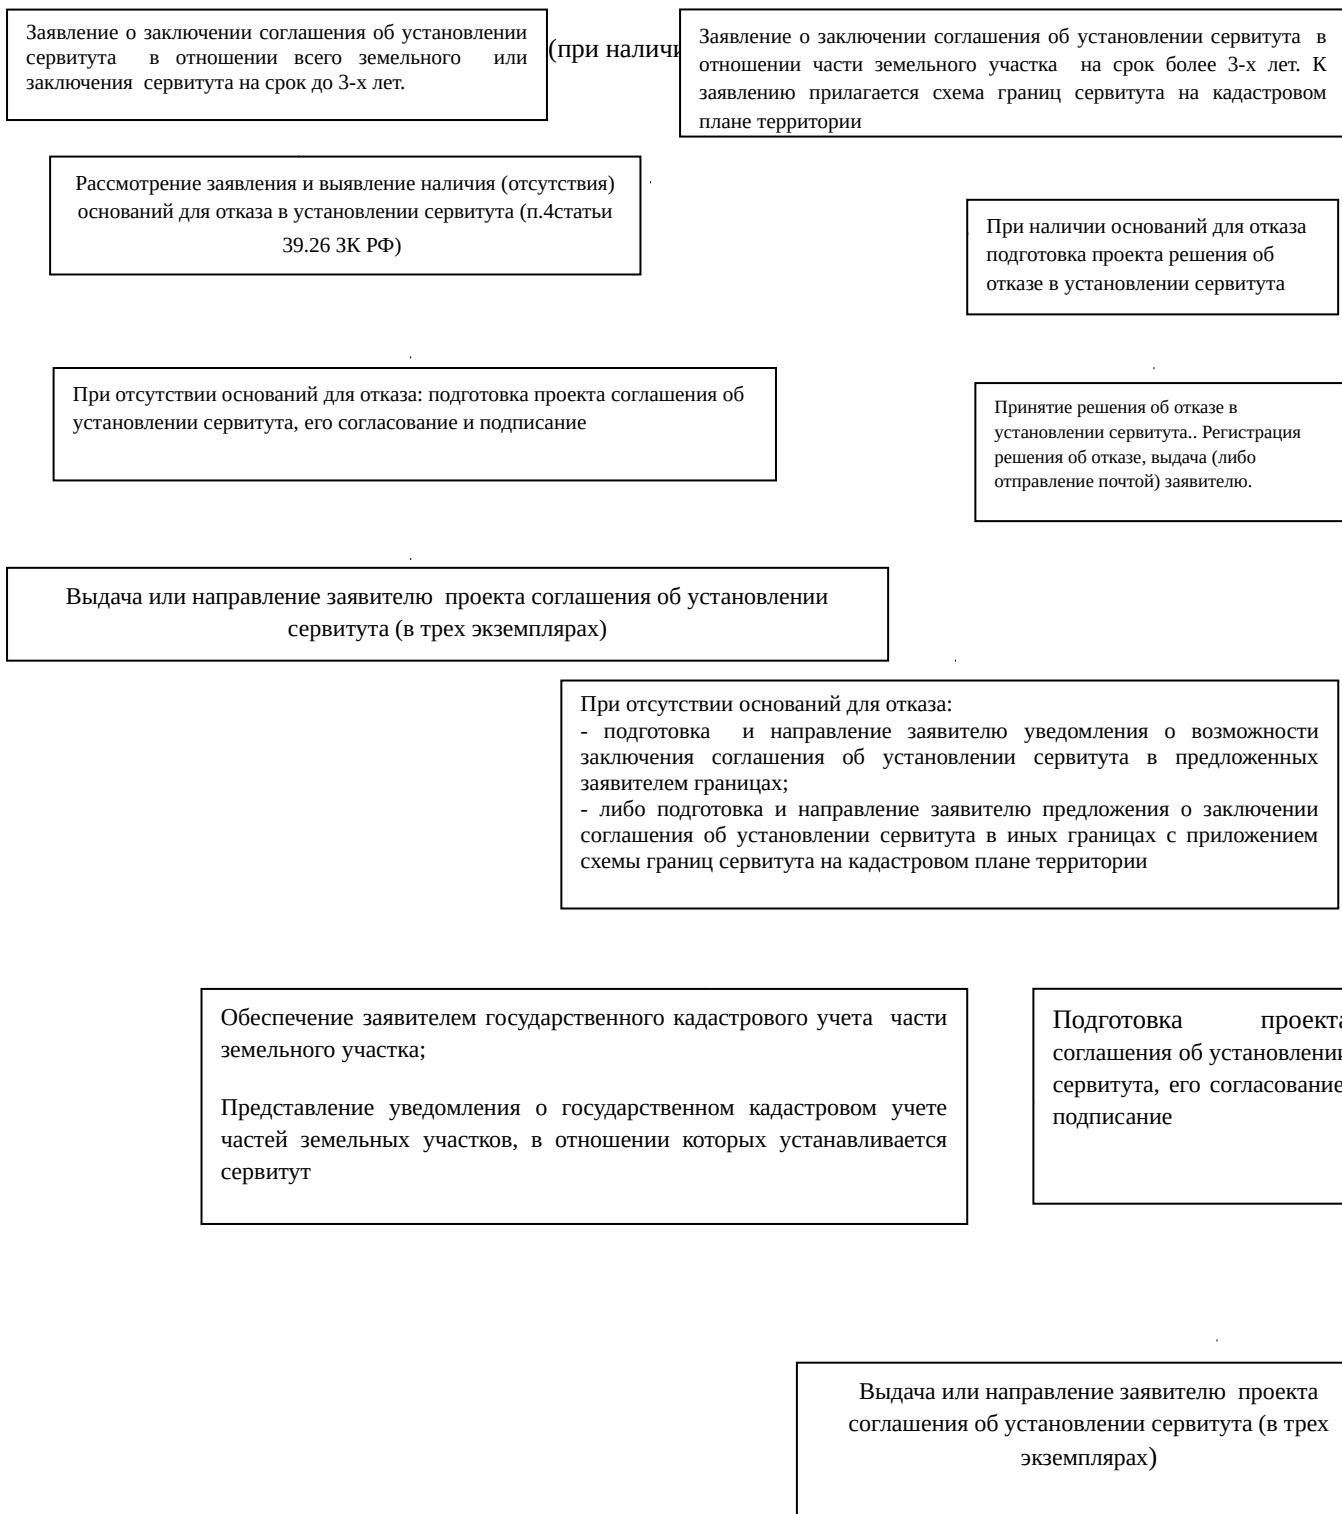 Заявление о заключении соглашения об установлении
сервитута в отношении всего земельного или
заключения сервитута на срок до 3-х лет.
(при
Заявление о заключении соглашения об установлении сервитута в
отношении части земельного участка на срок более 3-х лет. К
заявлению прилагается схема границ сервитута на кадастровом
плане территории
Рассмотрение заявления и выявление наличия (отсутствия)
оснований для отказа в установлении сервитута (п.4статьи
39.26 ЗК РФ)
При наличии оснований для отказа
подготовка проекта решения об
отказе в установлении сервитута
При отсутствии оснований для отказа: подготовка проекта соглашения об
установлении сервитута, его согласование и подписание
Принятие решения об отказе в
установлении сервитута.. Регистрация
решения об отказе, выдача (либо
отправление почтой) заявителю.
Выдача или направление заявителю проекта соглашения об установлении
сервитута (в трех экземплярах)
При отсутствии оснований для отказа:
- подготовка и направление заявителю уведомления о возможности
заключения соглашения об установлении сервитута в предложенных
заявителем границах;
- либо подготовка и направление заявителю предложения о заключении
соглашения об установлении сервитута в иных границах с приложением
схемы границ сервитута на кадастровом плане территории
Обеспечение заявителем государственного кадастрового учета части
земельного участка;
Представление уведомления о государственном кадастровом учете
частей земельных участков, в отношении которых устанавливается
сервитут
Подготовка проекта
соглашения об установлении
сервитута, его согласование
подписание
Выдача или направление заявителю проекта
соглашения об установлении сервитута (в трех
экземплярах)